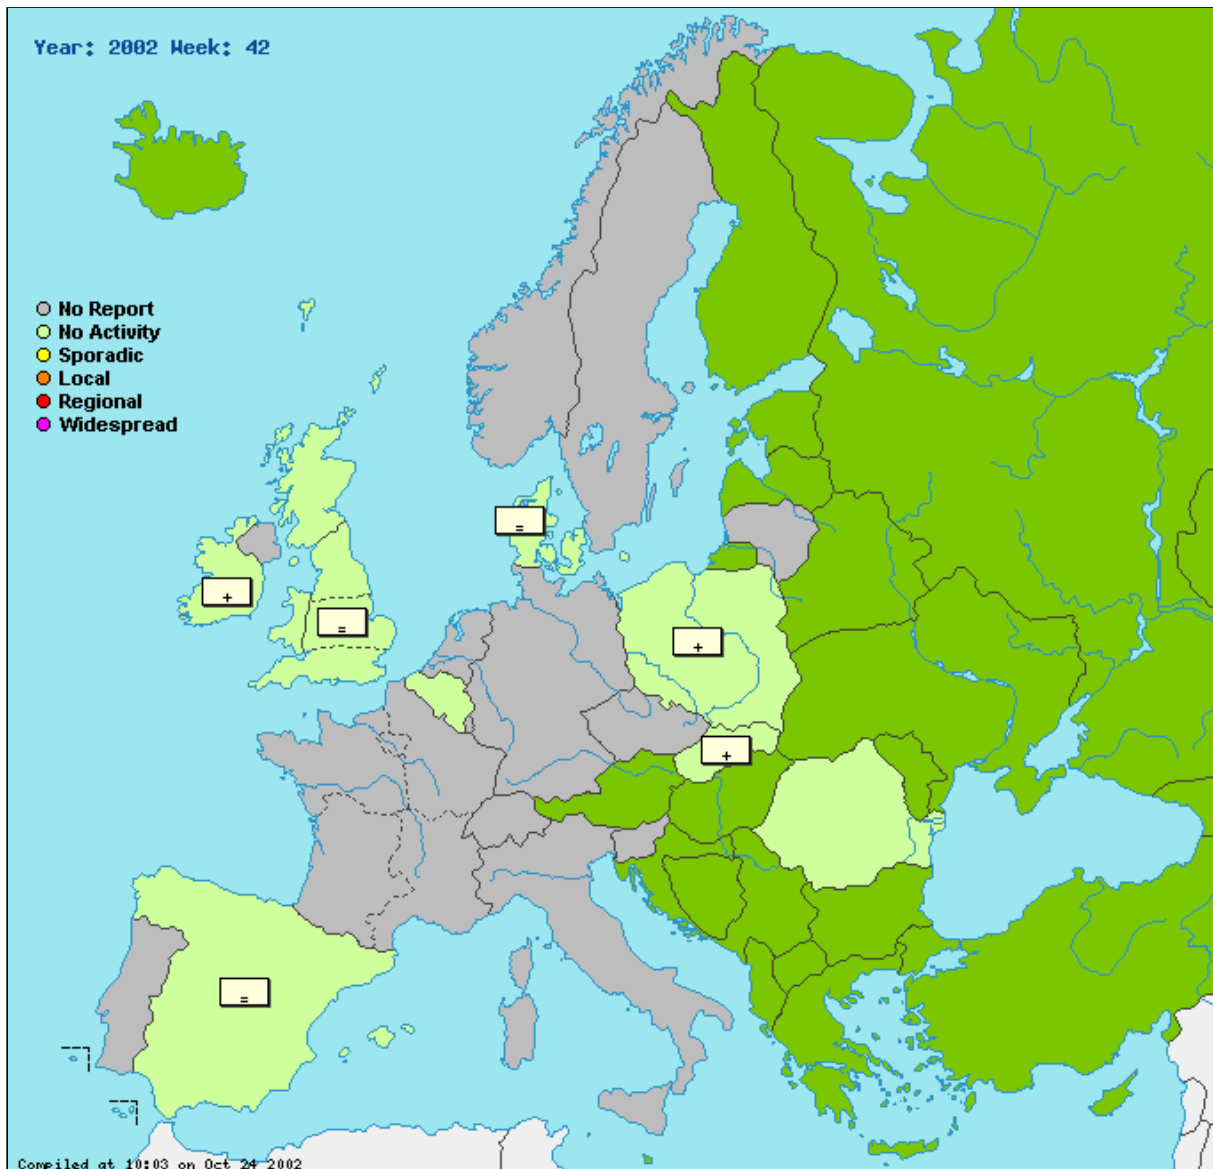 Year: 2002 Week: 42
No Report
No Activity
Sporadic
Local
Regional
Widespread
=
+
=
+
+
=
Compiled at 10:03 on Oct 24 2002